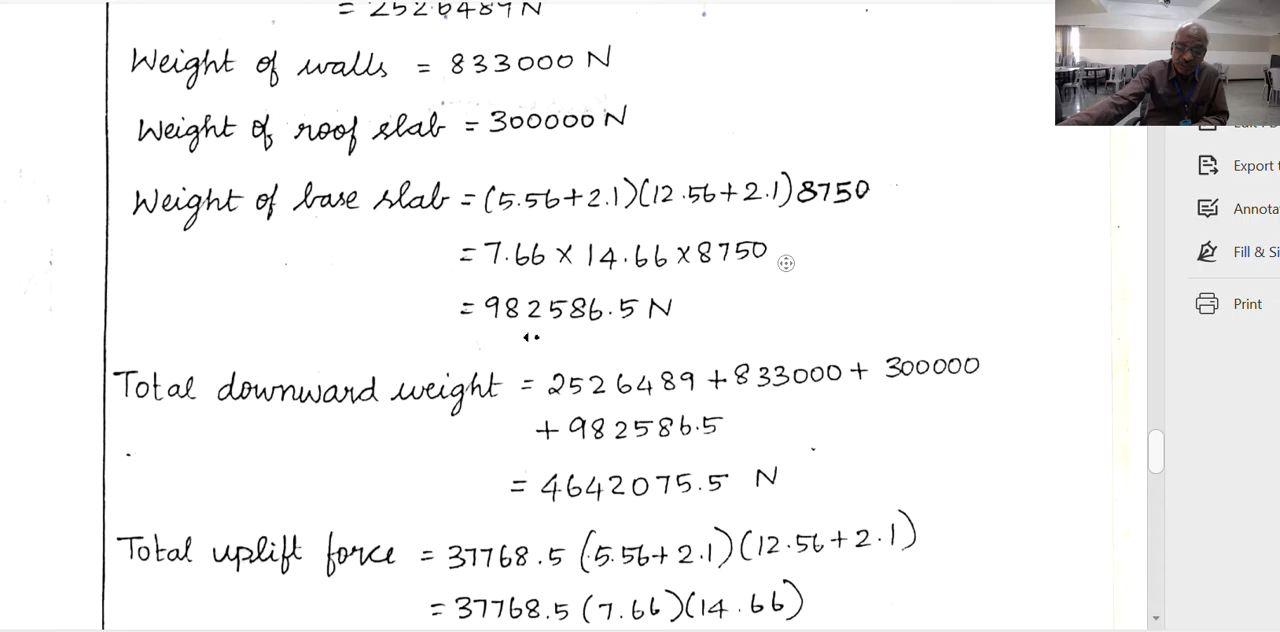 = 2526489 N
Weight of walls = 833000 N
Weight of roof slab = 300000 N
Weight of base slab = (5.56+2.1)(12.56+2.1)8750
= 7.66 × 14.66 × 8750
= 982586.5 N
Total downward weight = 2526489 + 833000 + 300000
+ 982586.5
= 4642075.5 N
Total uplift force = 37768.5 (5.56+2.1)(12.56+2.1)
= 37768.5 (7.66)(14.66)
Export
Annota
Fill & Si
Print